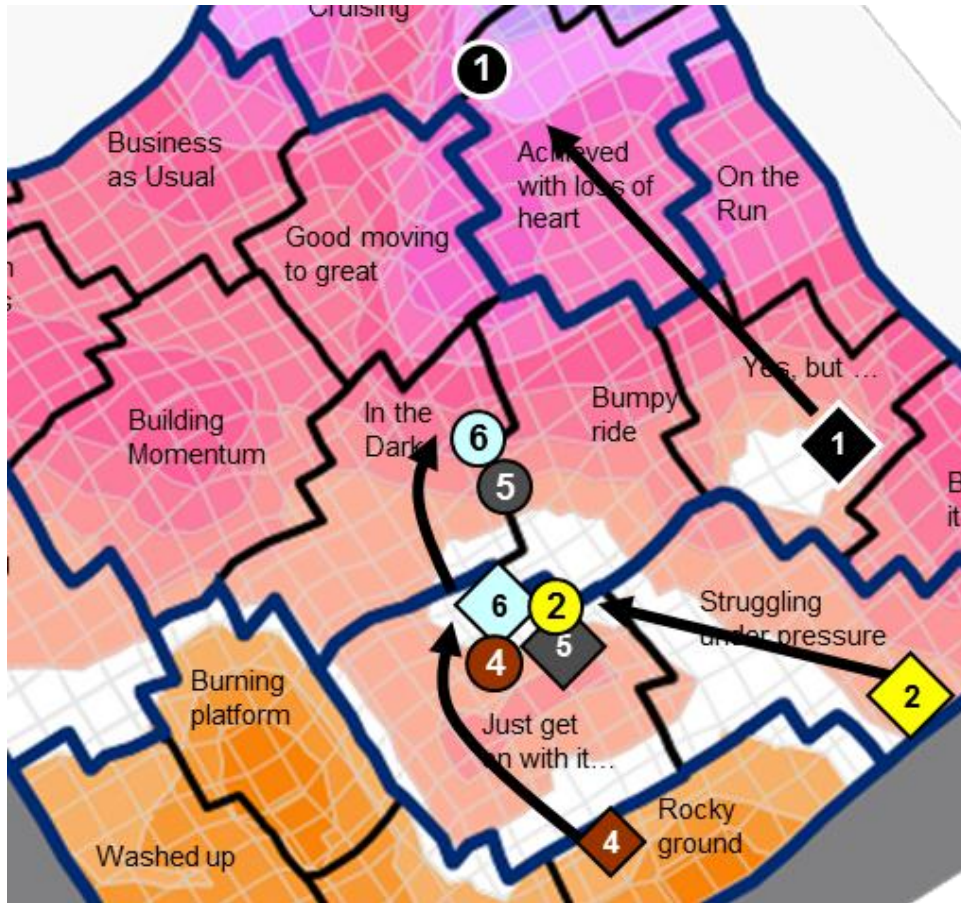 Cruising
1
Business
as Usual
Achieved
with loss of
heart
On the
Run
Good moving
to great
Yes, but ...
Building
Momentum
In the
Dark
Bumpy
ride
6
5
1
6
2
5
4
Struggling
under pressure
2
Burning
platform
Just get
on with it...
Rocky
ground
4
Washed up